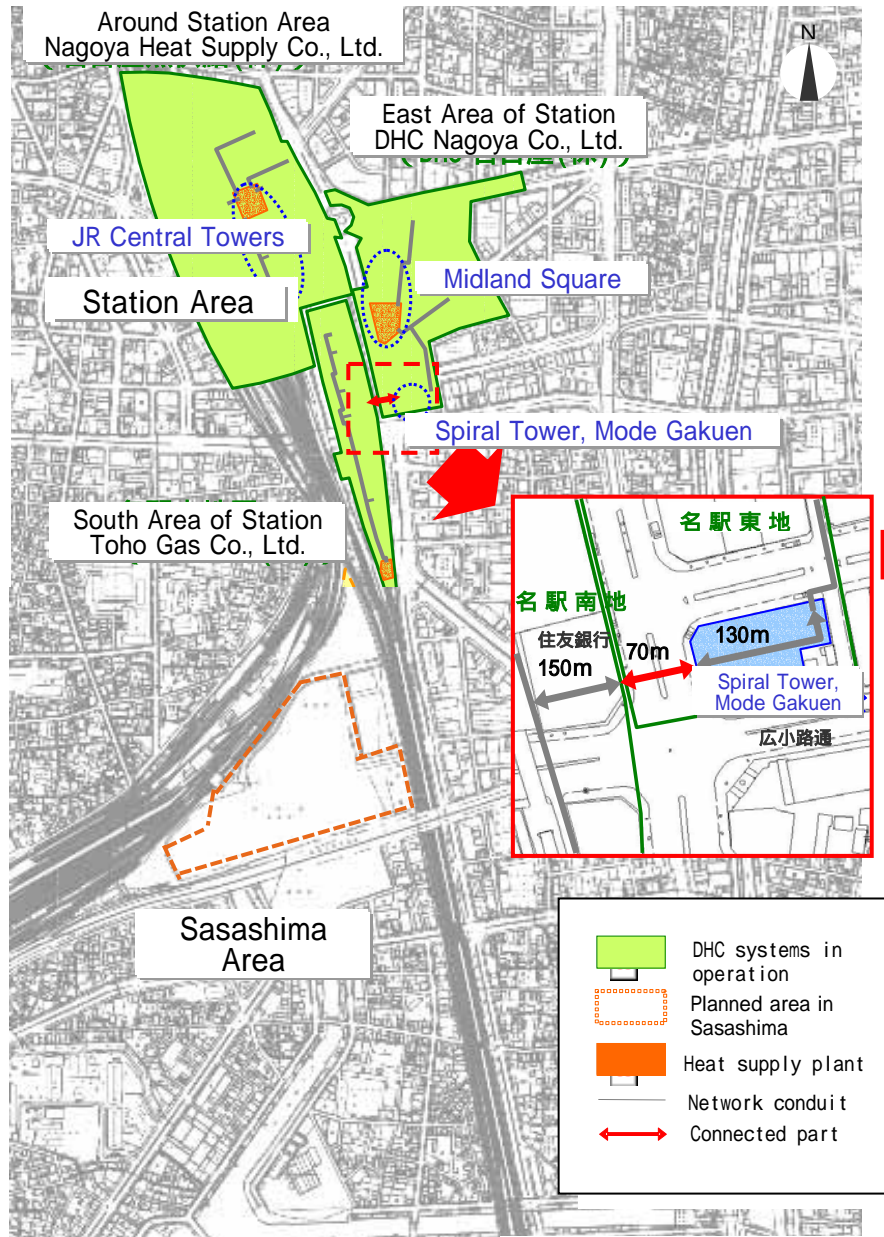 Around Station Area
Nagoya Heat Supply Co., Ltd.
N
East Area of Station
DHC Nagoya Co., Ltd.
JR Central Towers
Midland Square
Station Area
Spiral Tower, Mode Gakuen
South Area of Station
Toho Gas Co., Ltd.
名駅東地
名駅南地
住友銀行
130m
70m
150m
Spiral Tower,
Mode Gakuen
広小路通
Sasashima
Area
DHC systems in
operation
Planned area in
Sasashima
Heat supply plant
Network conduit
Connected part